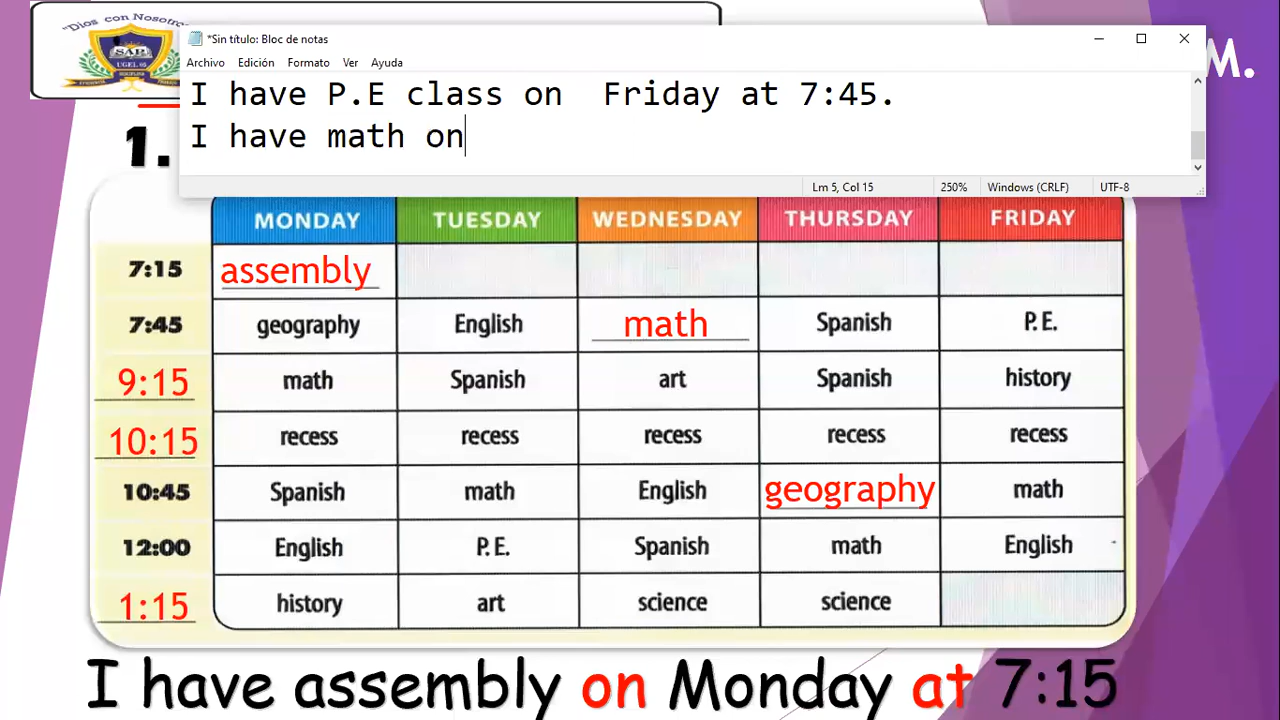 "Dios con Nosotros"
SAB
UGEL 05
M.
*Sin título: Bloc de notas
Archivo Edición Formato Ver Ayuda
I have P.E class on  Friday at 7:45.
I have math on
Lm 5, Col 15 250% Windows (CRLF) UTF-8
1.
MONDAY TUESDAY WEDNESDAY THURSDAY FRIDAY
7:15 assembly
7:45 geography English math Spanish P.E.
9:15 math Spanish art Spanish history
10:15 recess recess recess recess recess
10:45 Spanish math English geography math
12:00 English P.E. Spanish math English
1:15 history art science science
I have assembly on Monday at 7:15